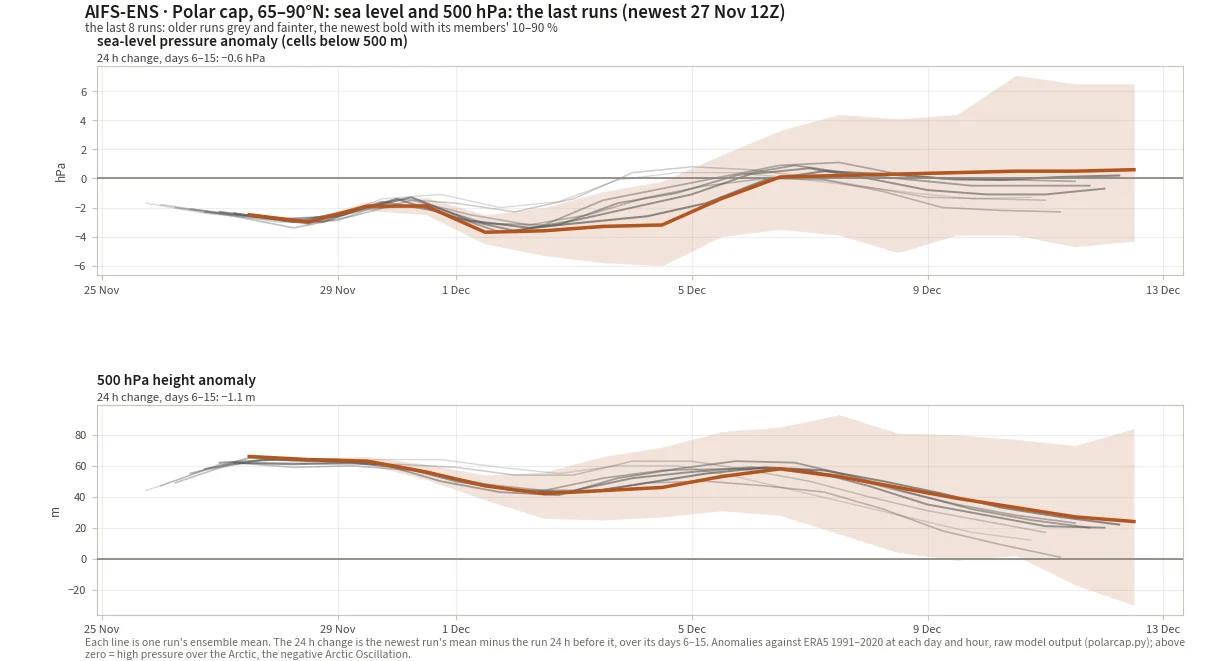 AIFS-ENS · Polar cap, 65–90°N: sea level and 500 hPa: the last runs (newest 27 Nov 12Z)
the last 8 runs: older runs grey and fainter, the newest bold with its members' 10–90 %
sea-level pressure anomaly (cells below 500 m)
24 h change, days 6–15: −0.6 hPa
6
4
2
0
−2
−4
−6
hPa
25 Nov
29 Nov
1 Dec
5 Dec
9 Dec
13 Dec
500 hPa height anomaly
24 h change, days 6–15: −1.1 m
80
60
40
20
0
−20
m
25 Nov
29 Nov
1 Dec
5 Dec
9 Dec
13 Dec
Each line is one run's ensemble mean. The 24 h change is the newest run's mean minus the run 24 h before it, over its days 6–15. Anomalies against ERA5 1991–2020 at each day and hour, raw model output (polarcap.py); above
zero = high pressure over the Arctic, the negative Arctic Oscillation.